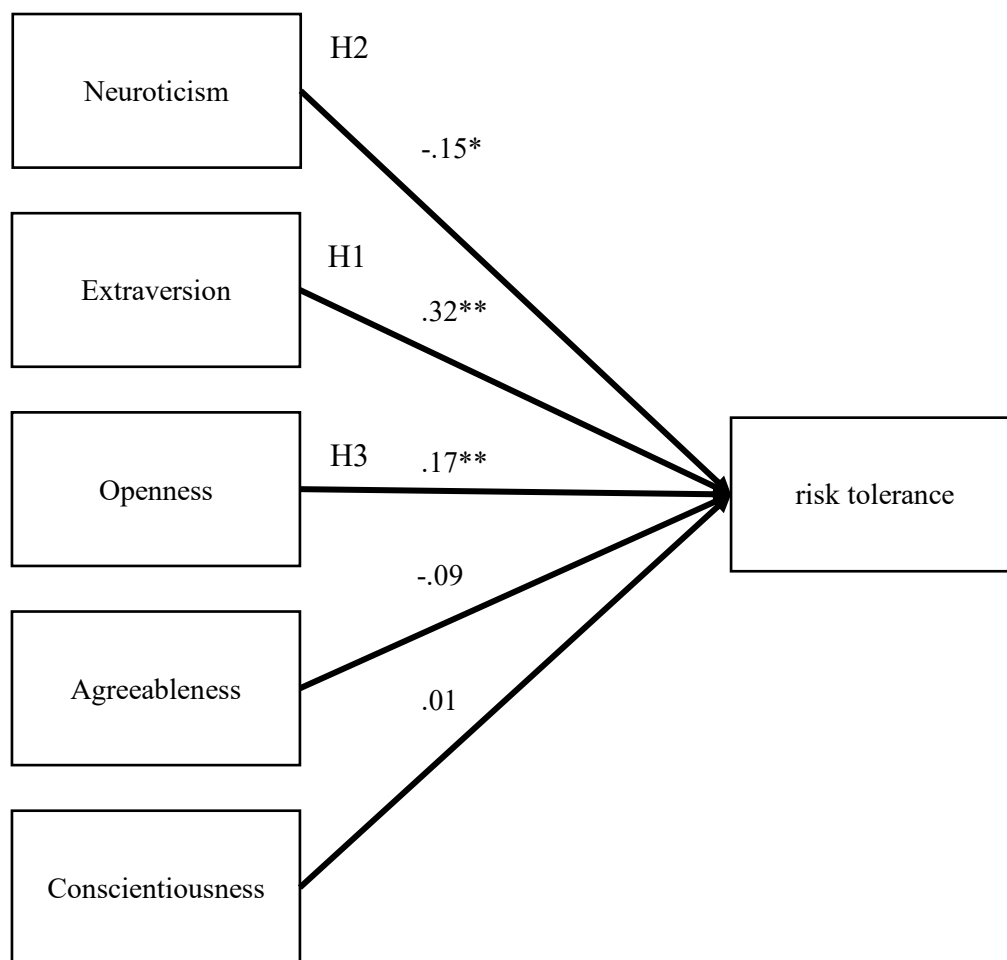 H2
Neuroticism
-.15*
H1
Extraversion
.32**
H3
.17**
Openness
risk tolerance
-.09
Agreeableness
.01
Conscientiousness